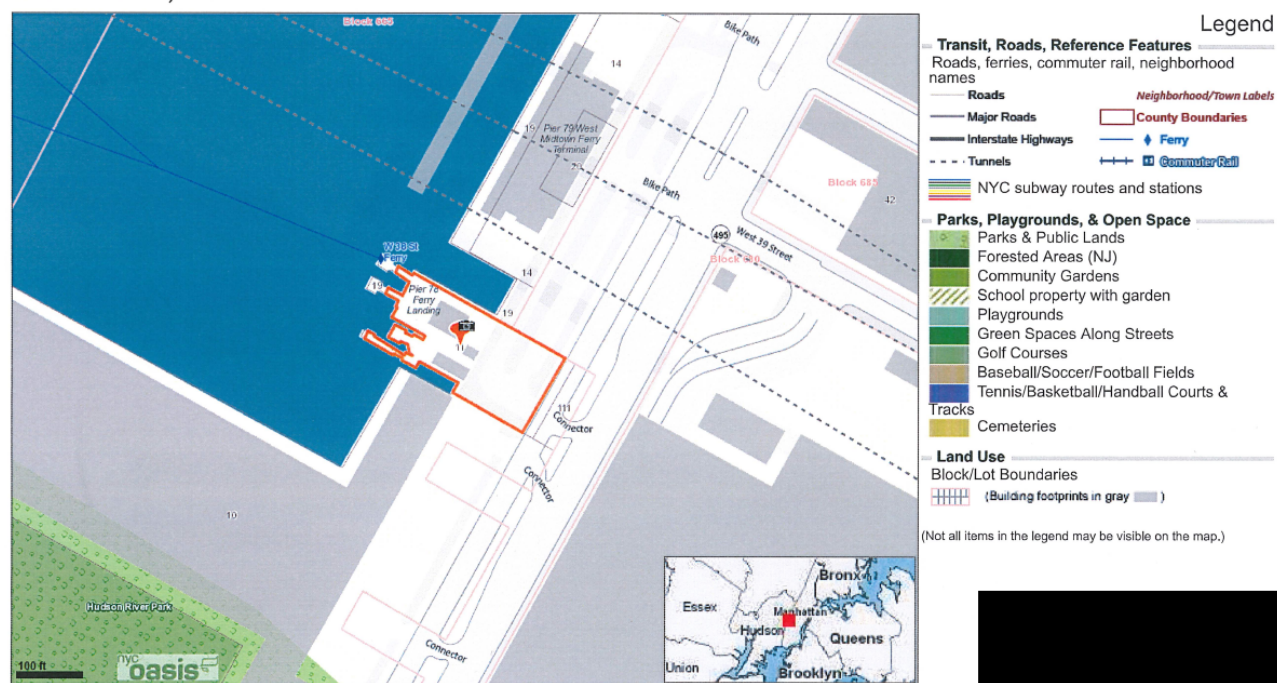 Block 665
Bike Path
14
19
Pier 79/West
Midtown Ferry
Terminal
Bike Path
Block 685
42
495
West 39 Street
W 38 St
Ferry
14
19
Pier 78
Ferry
Landing
19
11
111
Connector
Connector
10
Hudson River Park
Connector
100 ft
nyc
oasis
Bronx
Essex
Manhattan
Hudson
Queens
Union
Brooklyn
Legend
Transit, Roads, Reference Features
Roads, ferries, commuter rail, neighborhood
names
Roads
Neighborhood/Town Labels
Major Roads
County Boundaries
Interstate Highways
Ferry
Tunnels
Commuter Rail
NYC subway routes and stations
Parks, Playgrounds, & Open Space
Parks & Public Lands
Forested Areas (NJ)
Community Gardens
School property with garden
Playgrounds
Green Spaces Along Streets
Golf Courses
Baseball/Soccer/Football Fields
Tennis/Basketball/Handball Courts &
Tracks
Cemeteries
Land Use
Block/Lot Boundaries
(Building footprints in gray )
(Not all items in the legend may be visible on the map.)